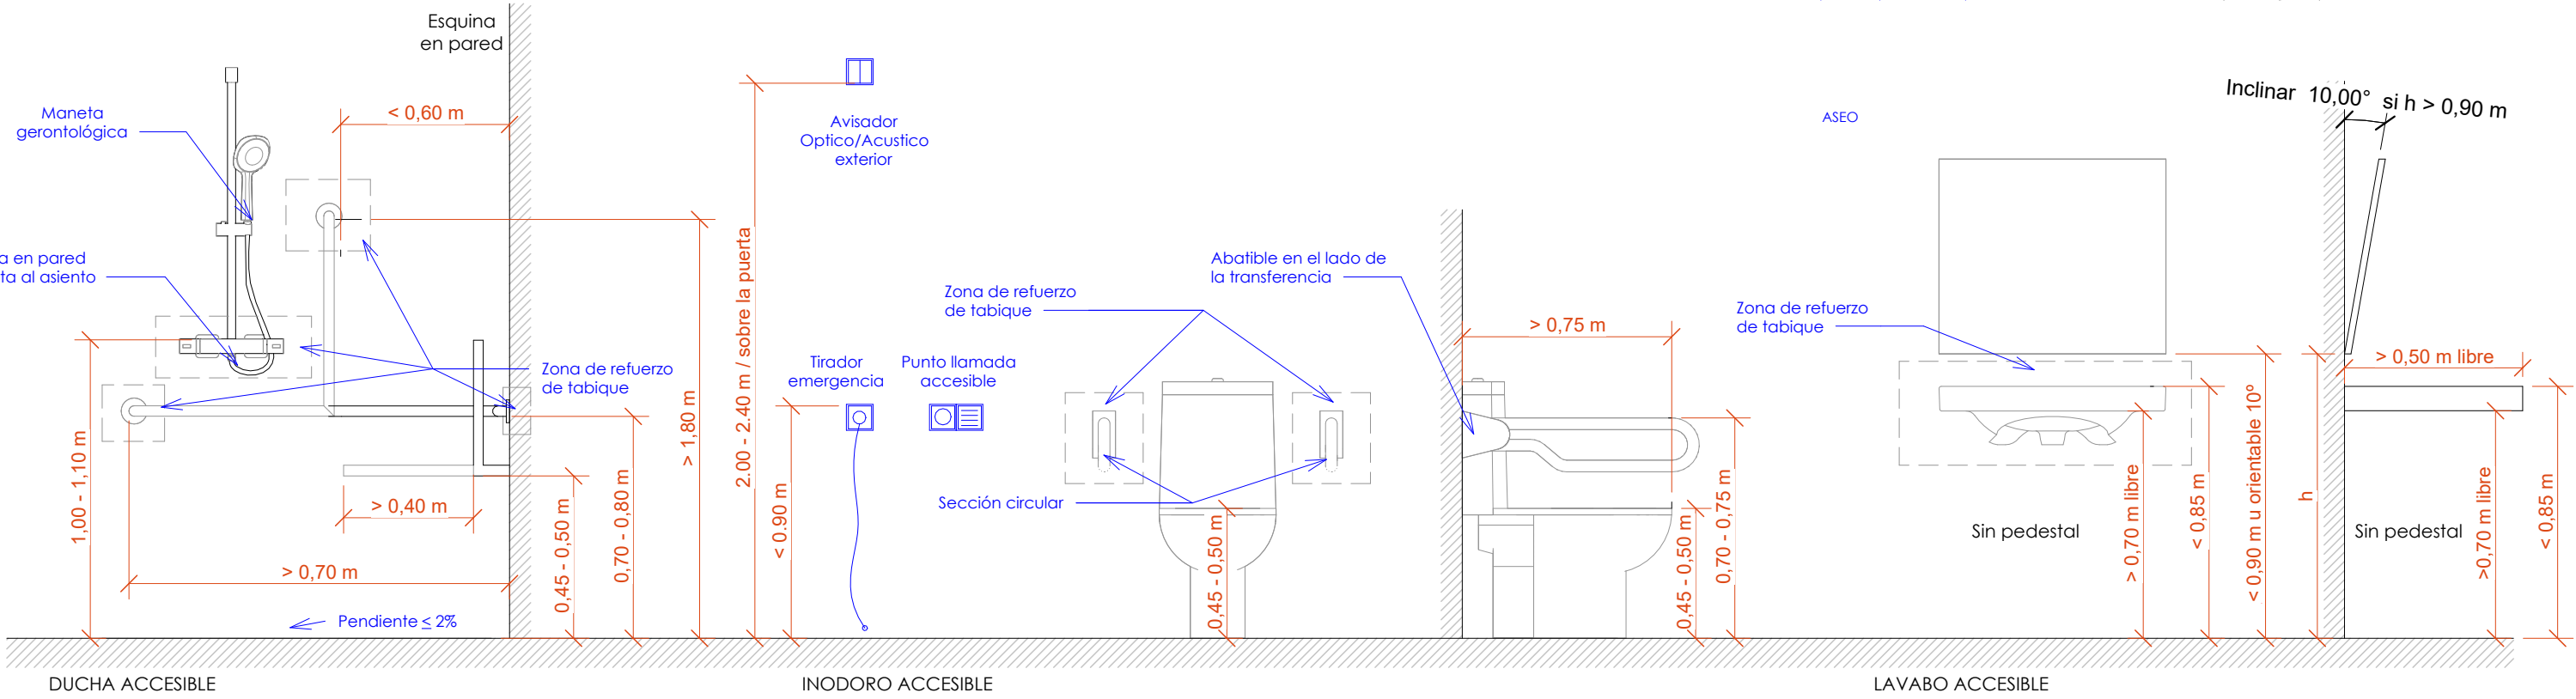 Esquina
en pared
Maneta
gerontológica
< 0,60 m
a en pared
ta al asiento
Zona de refuerzo
de tabique
1,00 - 1,10 m
> 0,40 m
> 0,70 m
Pendiente ≤ 2%
0,45 - 0,50 m
0,70 - 0,80 m
> 1,80 m
DUCHA ACCESIBLE
2.00 - 2.40 m / sobre la puerta
Avisador
Optico/Acustico
exterior
Tirador
emergencia
Punto llamada
accesible
< 0.90 m
Zona de refuerzo
de tabique
Sección circular
0,45 - 0,50 m
Abatible en el lado de
la transferencia
> 0,75 m
0,45 - 0,50 m
0,70 - 0,75 m
INODORO ACCESIBLE
ASEO
Zona de refuerzo
de tabique
Sin pedestal
> 0,70 m libre
< 0,85 m
< 0,90 m u orientable 10º
h
Inclinar 10,00° si h > 0,90 m
> 0,50 m libre
Sin pedestal
>0,70 m libre
< 0,85 m
LAVABO ACCESIBLE